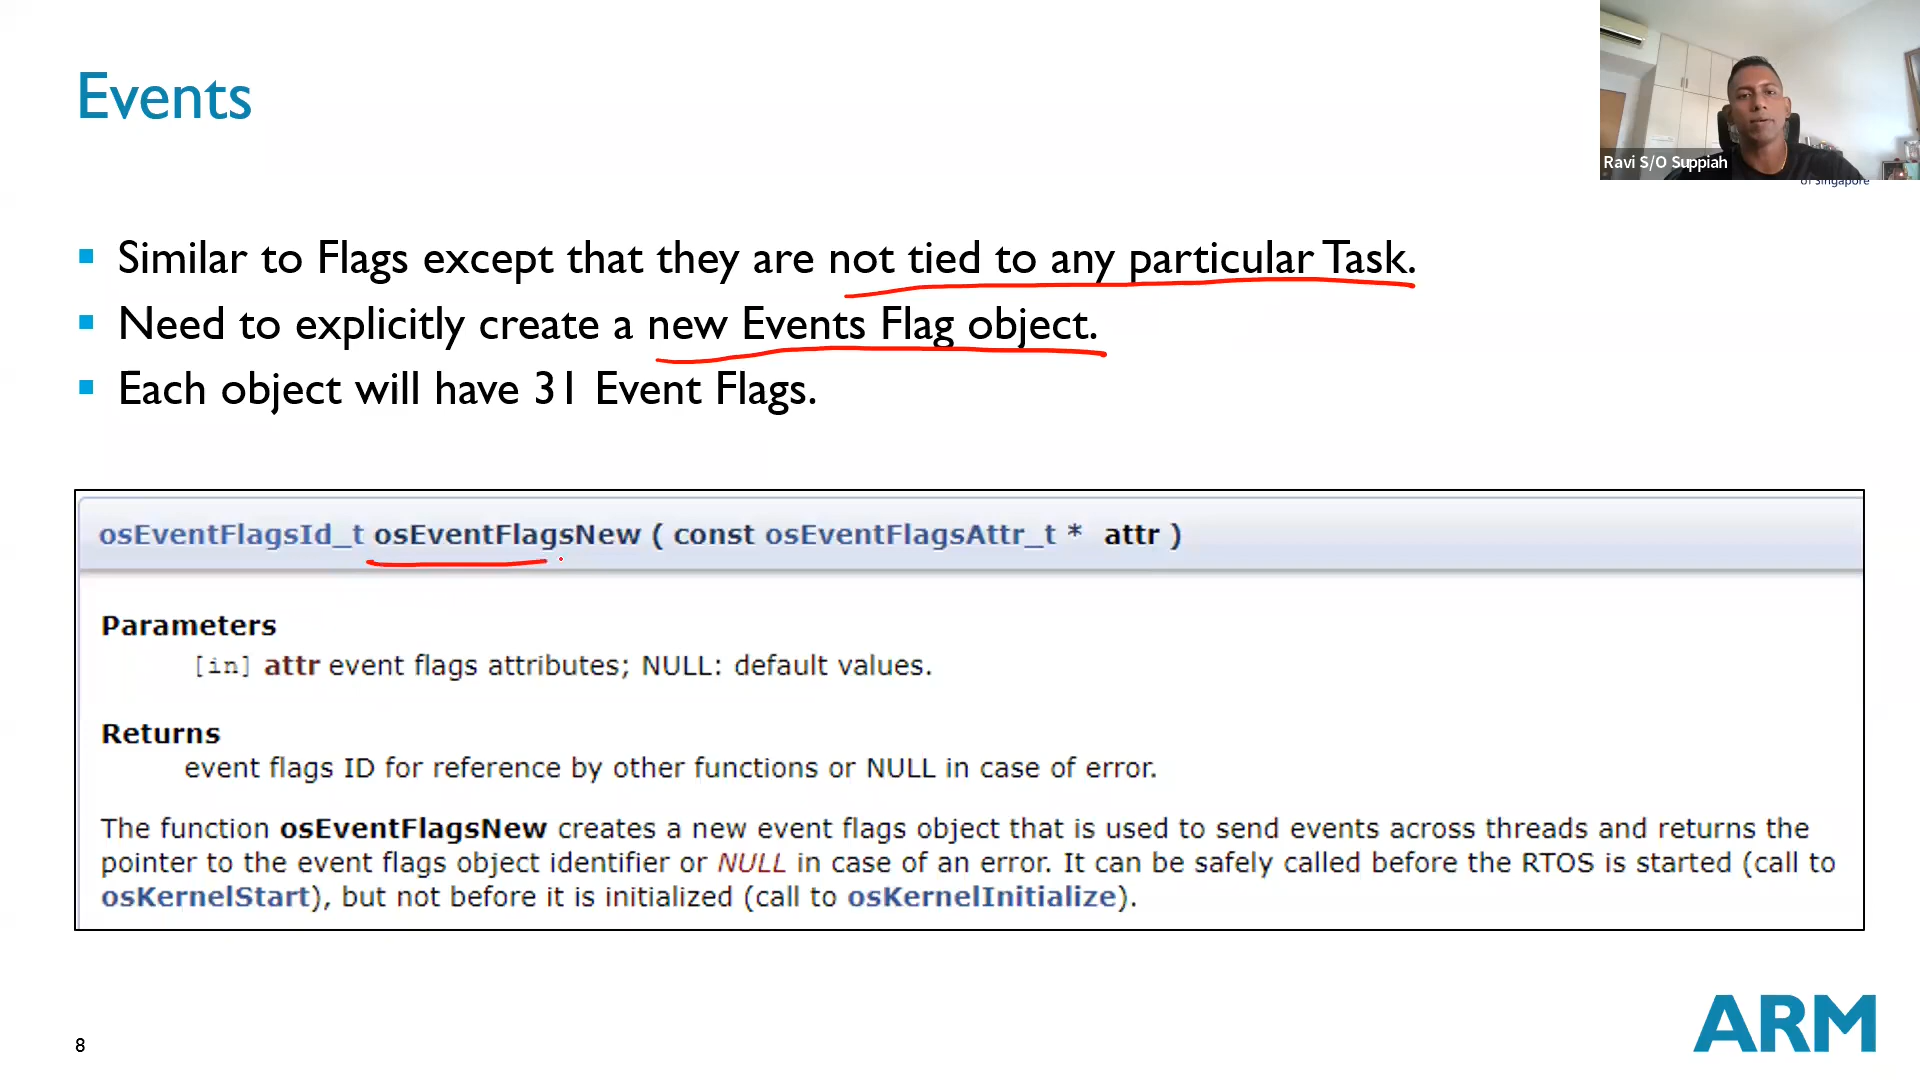 Events
Ravi S/O Suppiah
of Singapore
Similar to Flags except that they are not tied to any particular Task.
Need to explicitly create a new Events Flag object.
Each object will have 31 Event Flags.
osEventFlagsId_t osEventFlagsNew ( const osEventFlagsAttr_t * attr )
Parameters
[in] attr event flags attributes; NULL: default values.
Returns
event flags ID for reference by other functions or NULL in case of error.
The function osEventFlagsNew creates a new event flags object that is used to send events across threads and returns the
pointer to the event flags object identifier or NULL in case of an error. It can be safely called before the RTOS is started (call to
osKernelStart), but not before it is initialized (call to osKernelInitialize).
8
ARM